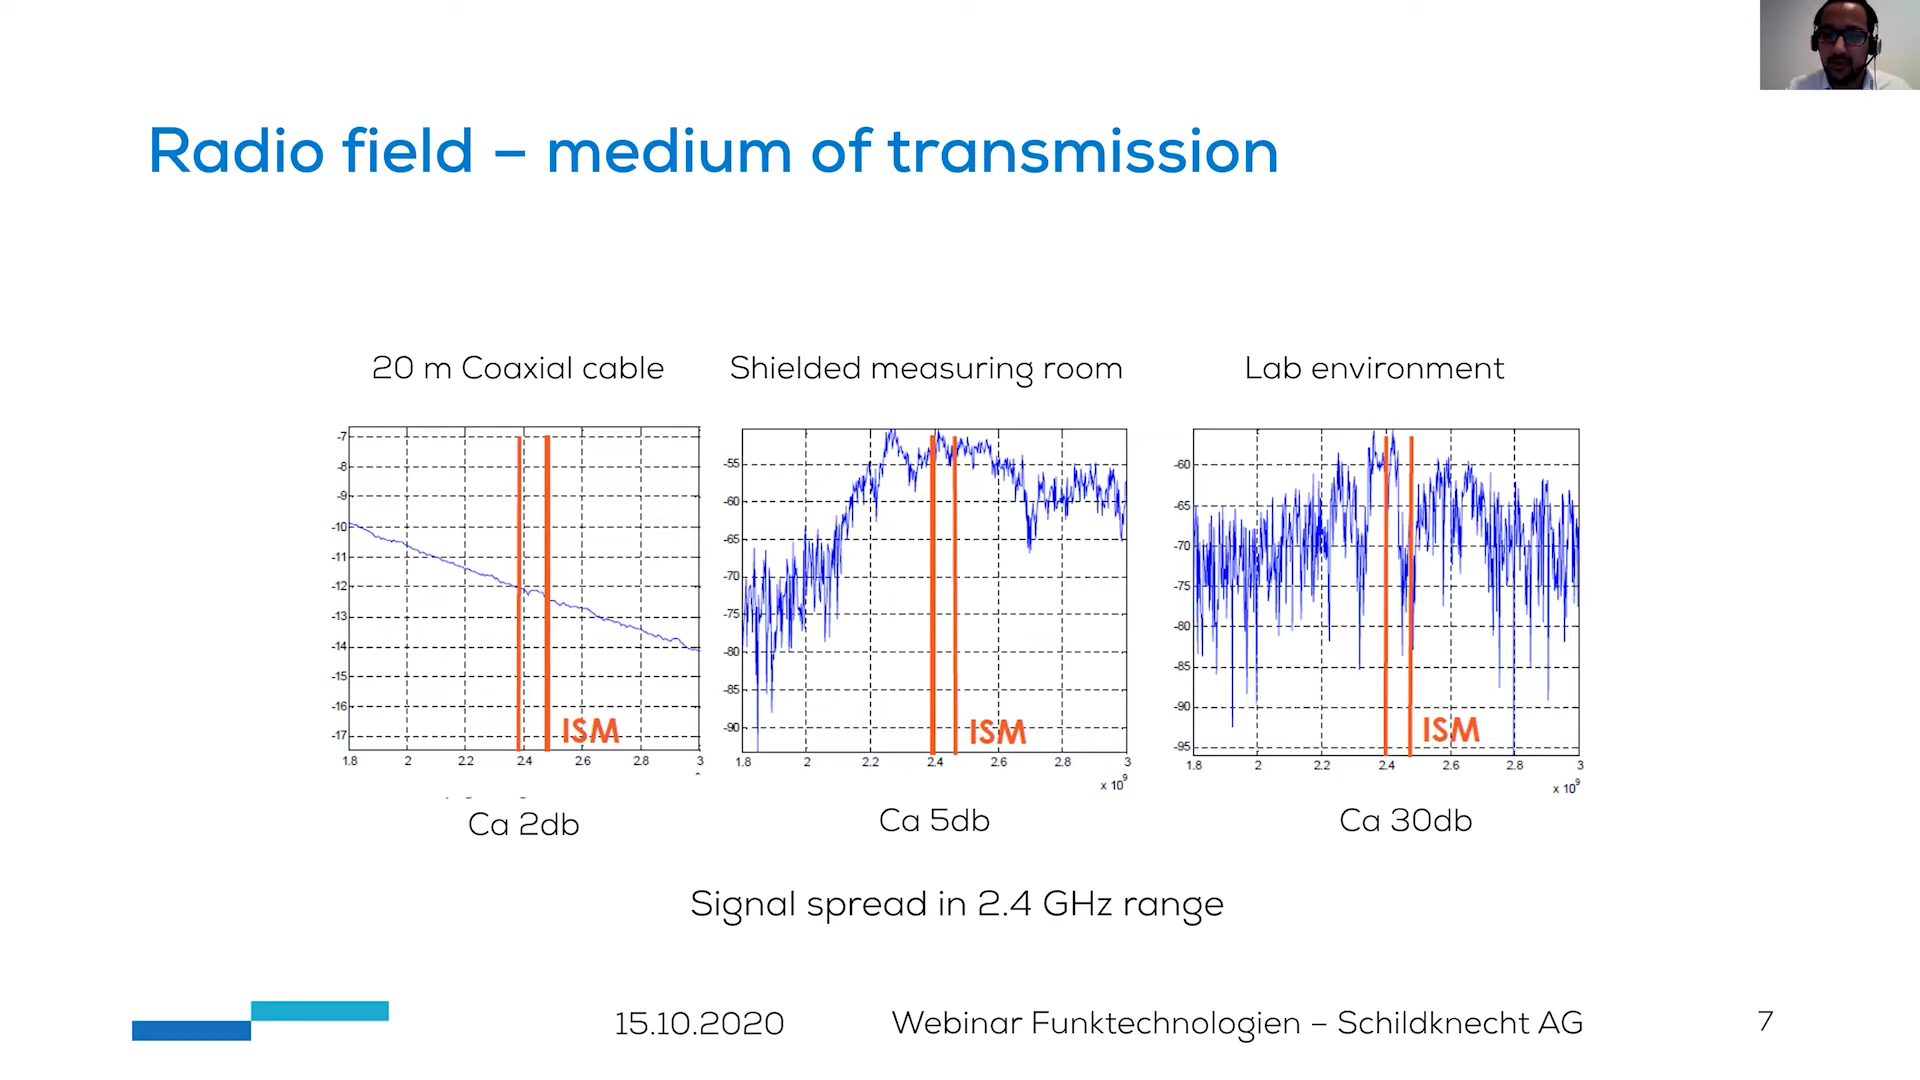 Radio field – medium of transmission
20 m Coaxial cable
Shielded measuring room
Lab environment
-7
-8
-9
-10
-11
-12
-13
-14
-15
-16
-17
1.8 2 2.2 2.4 2.6 2.8 3
ISM
-55
-60
-65
-70
-75
-80
-85
-90
1.8 2 2.2 2.4 2.6 2.8 3
x 10⁹
ISM
-60
-65
-70
-75
-80
-85
-90
-95
1.8 2 2.2 2.4 2.6 2.8 3
x 10⁹
ISM
Ca 2db
Ca 5db
Ca 30db
Signal spread in 2.4 GHz range
15.10.2020
Webinar Funktechnologien – Schildknecht AG
7